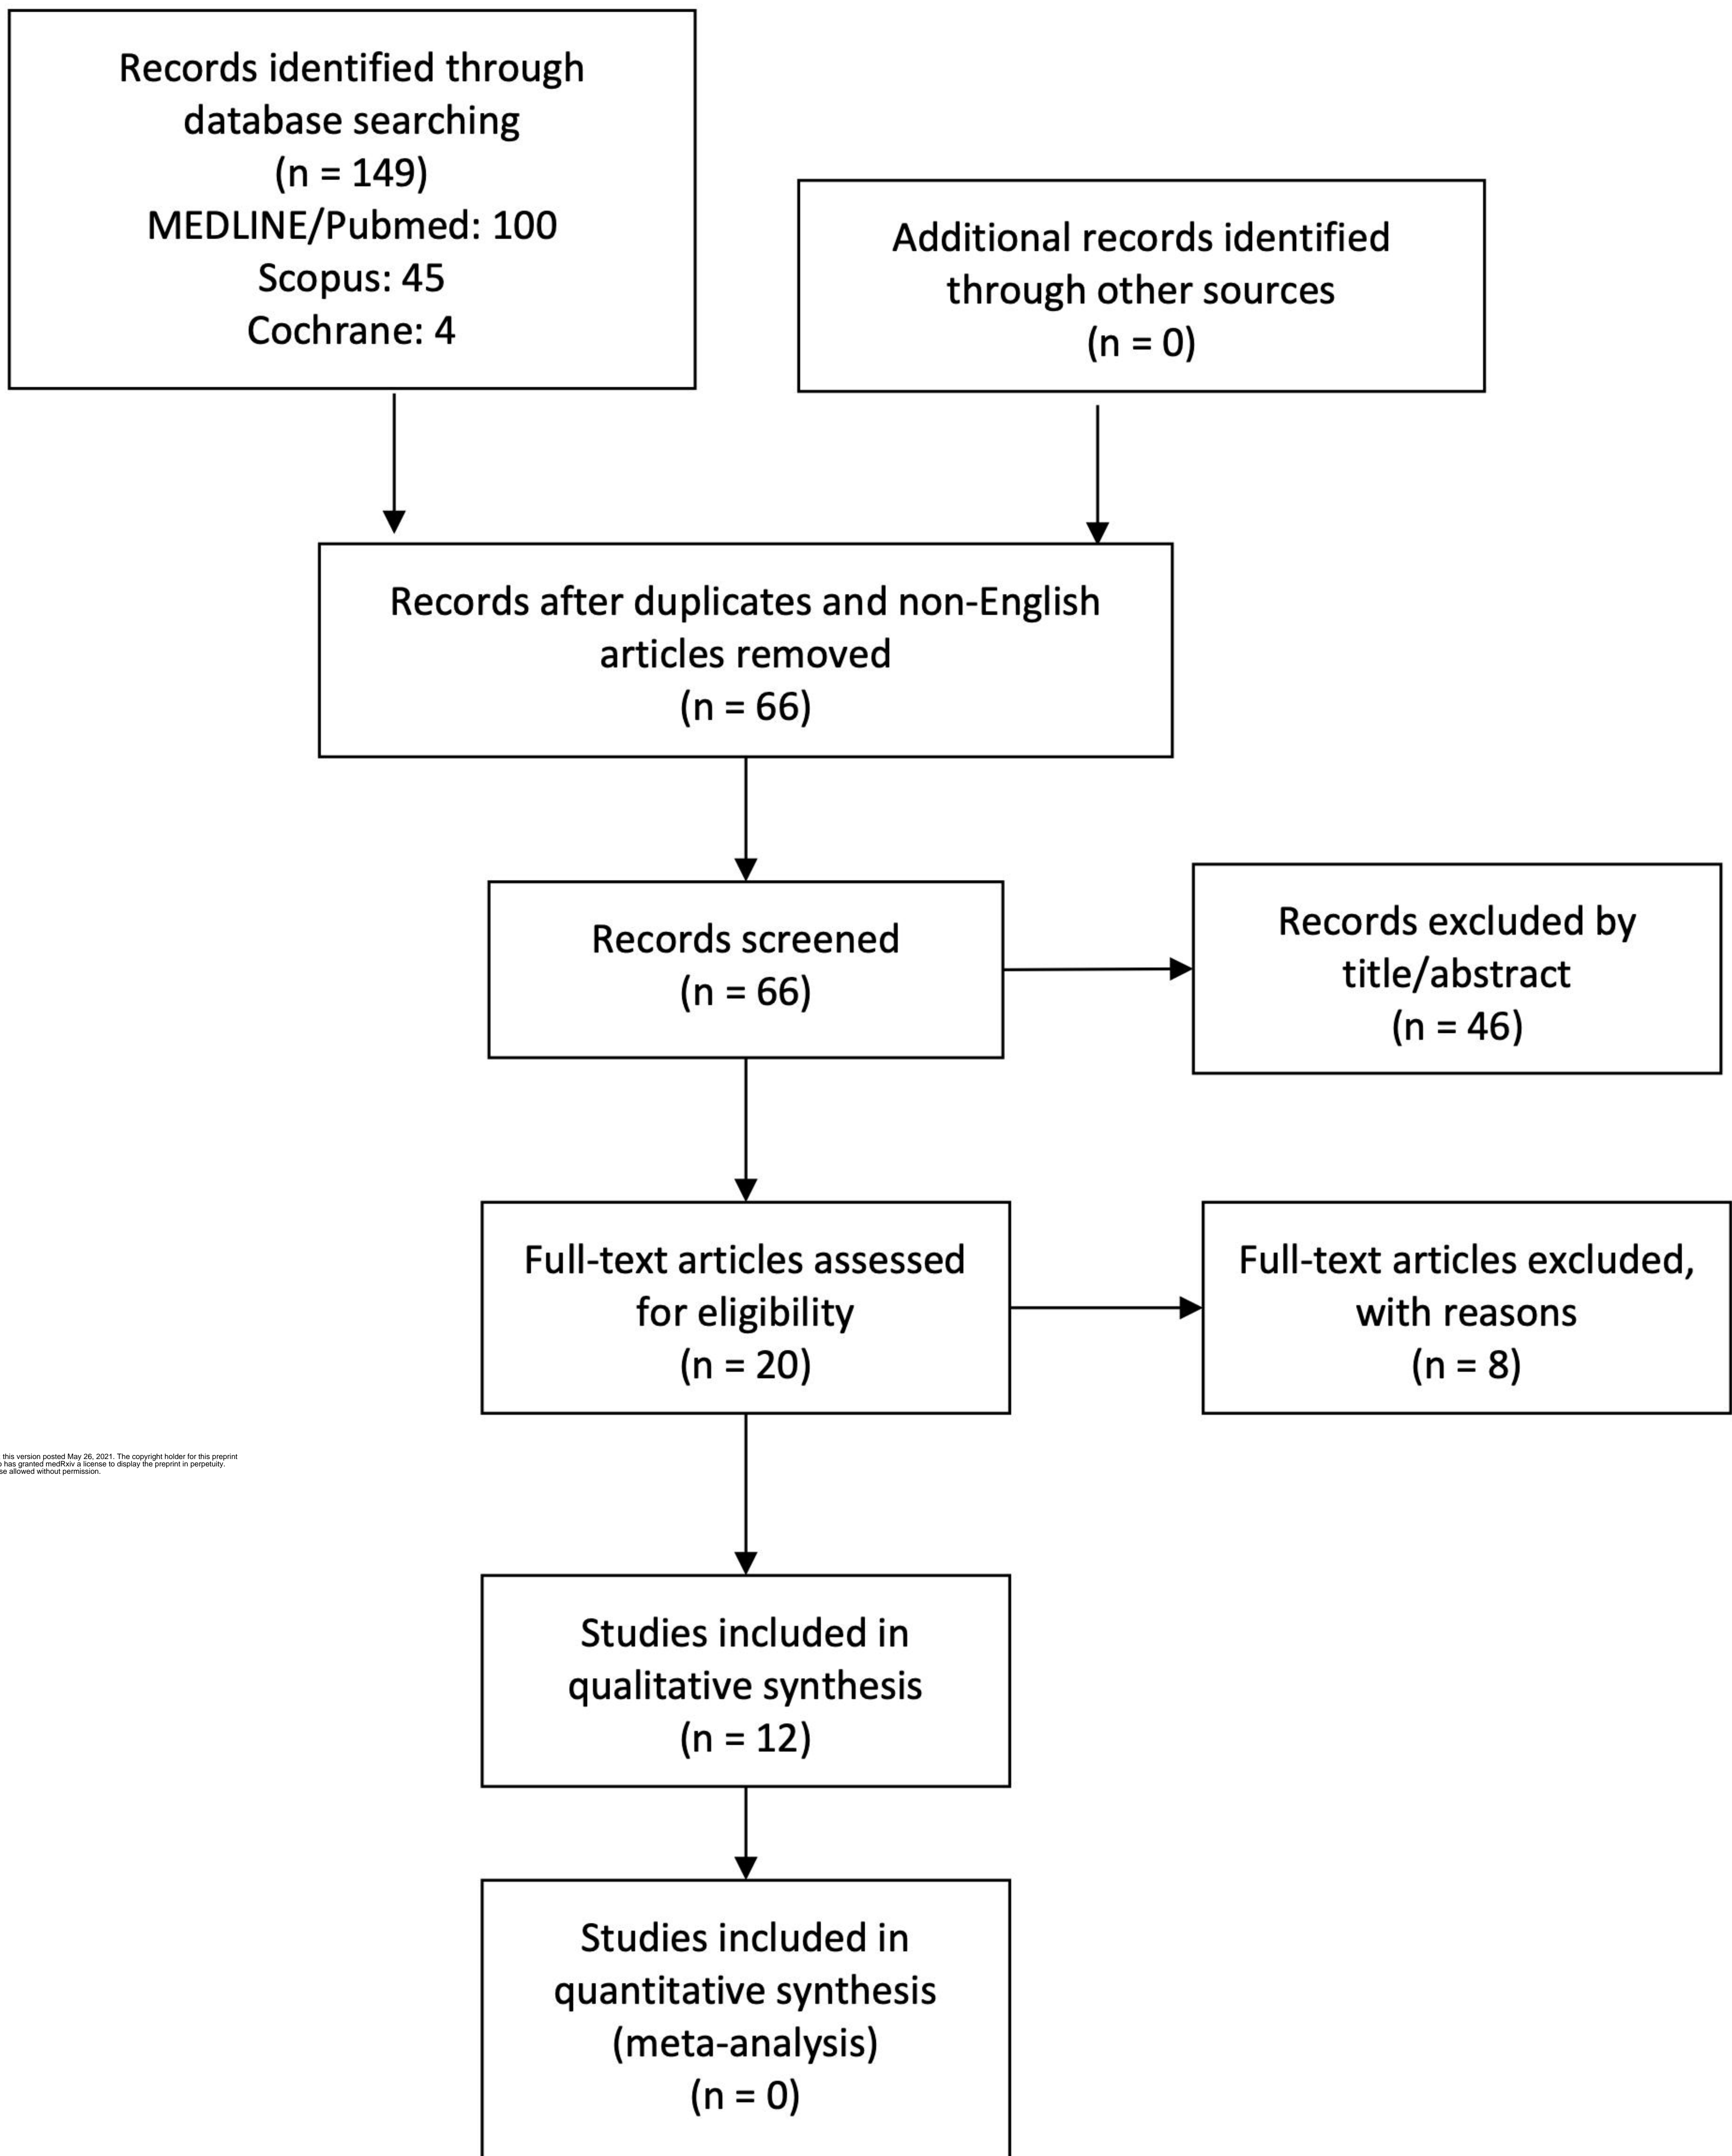 Records identified through
database searching
(n = 149)
MEDLINE/Pubmed: 100
Scopus: 45
Cochrane: 4
Additional records identified
through other sources
(n = 0)
Records after duplicates and non-English
articles removed
(n = 66)
Records screened
(n = 66)
Records excluded by
title/abstract
(n = 46)
Full-text articles assessed
for eligibility
(n = 20)
Full-text articles excluded,
with reasons
(n = 8)
this version posted May 26, 2021. The copyright holder for this preprint
has granted medRxiv a license to display the preprint in perpetuity.
allowed without permission.
Studies included in
qualitative synthesis
(n = 12)
Studies included in
quantitative synthesis
(meta-analysis)
(n = 0)